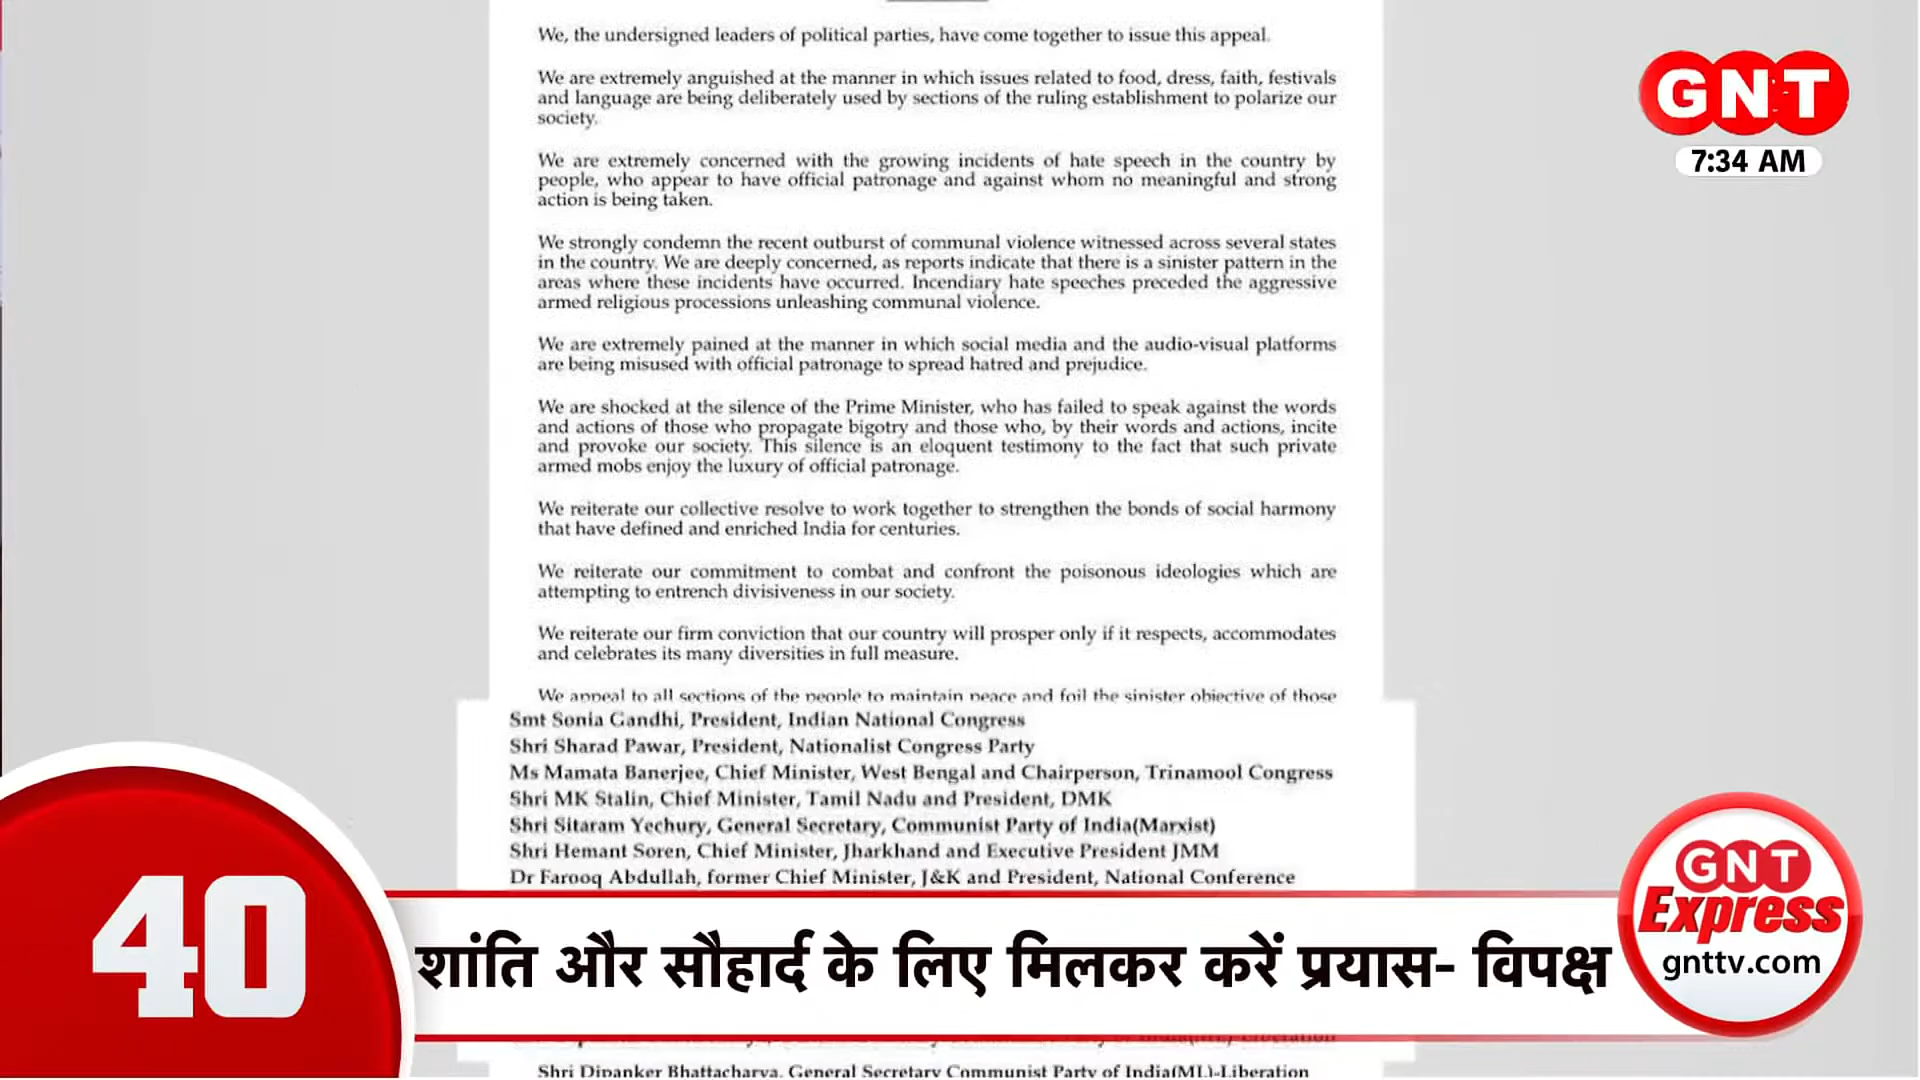 We, the undersigned leaders of political parties, have come together to issue this appeal.
We are extremely anguished at the manner in which issues related to food, dress, faith, festivals
and language are being deliberately used by sections of the ruling establishment to polarize our
society.
We are extremely concerned with the growing incidents of hate speech in the country by
people, who appear to have official patronage and against whom no meaningful and strong
action is being taken.
We strongly condemn the recent outburst of communal violence witnessed across several states
in the country. We are deeply concerned, as reports indicate that there is a sinister pattern in the
areas where these incidents have occurred. Incendiary hate speeches preceded the aggressive
armed religious processions unleashing communal violence.
We are extremely pained at the manner in which social media and the audio-visual platforms
are being misused with official patronage to spread hatred and prejudice.
We are shocked at the silence of the Prime Minister, who has failed to speak against the words
and actions of those who propagate bigotry and those who, by their words and actions, incite
and provoke our society. This silence is an eloquent testimony to the fact that such private
armed mobs enjoy the luxury of official patronage.
We reiterate our collective resolve to work together to strengthen the bonds of social harmony
that have defined and enriched India for centuries.
We reiterate our commitment to combat and confront the poisonous ideologies which are
attempting to entrench divisiveness in our society.
We reiterate our firm conviction that our country will prosper only if it respects, accommodates
and celebrates its many diversities in full measure.
We appeal to all sections of the people to maintain peace and foil the sinister objective of those
Smt Sonia Gandhi, President, Indian National Congress
Shri Sharad Pawar, President, Nationalist Congress Party
Ms Mamata Banerjee, Chief Minister, West Bengal and Chairperson, Trinamool Congress
Shri MK Stalin, Chief Minister, Tamil Nadu and President, DMK
Shri Sitaram Yechury, General Secretary, Communist Party of India(Marxist)
Shri Hemant Soren, Chief Minister, Jharkhand and Executive President JMM
Dr Farooq Abdullah, former Chief Minister, J&K and President, National Conference
Shri Dipanker Bhattacharya, General Secretary Communist Party of India(ML)-Liberation
GNT
7:34 AM
40
शांति और सौहार्द के लिए मिलकर करें प्रयास- विपक्ष
GNT
Express
gnttv.com